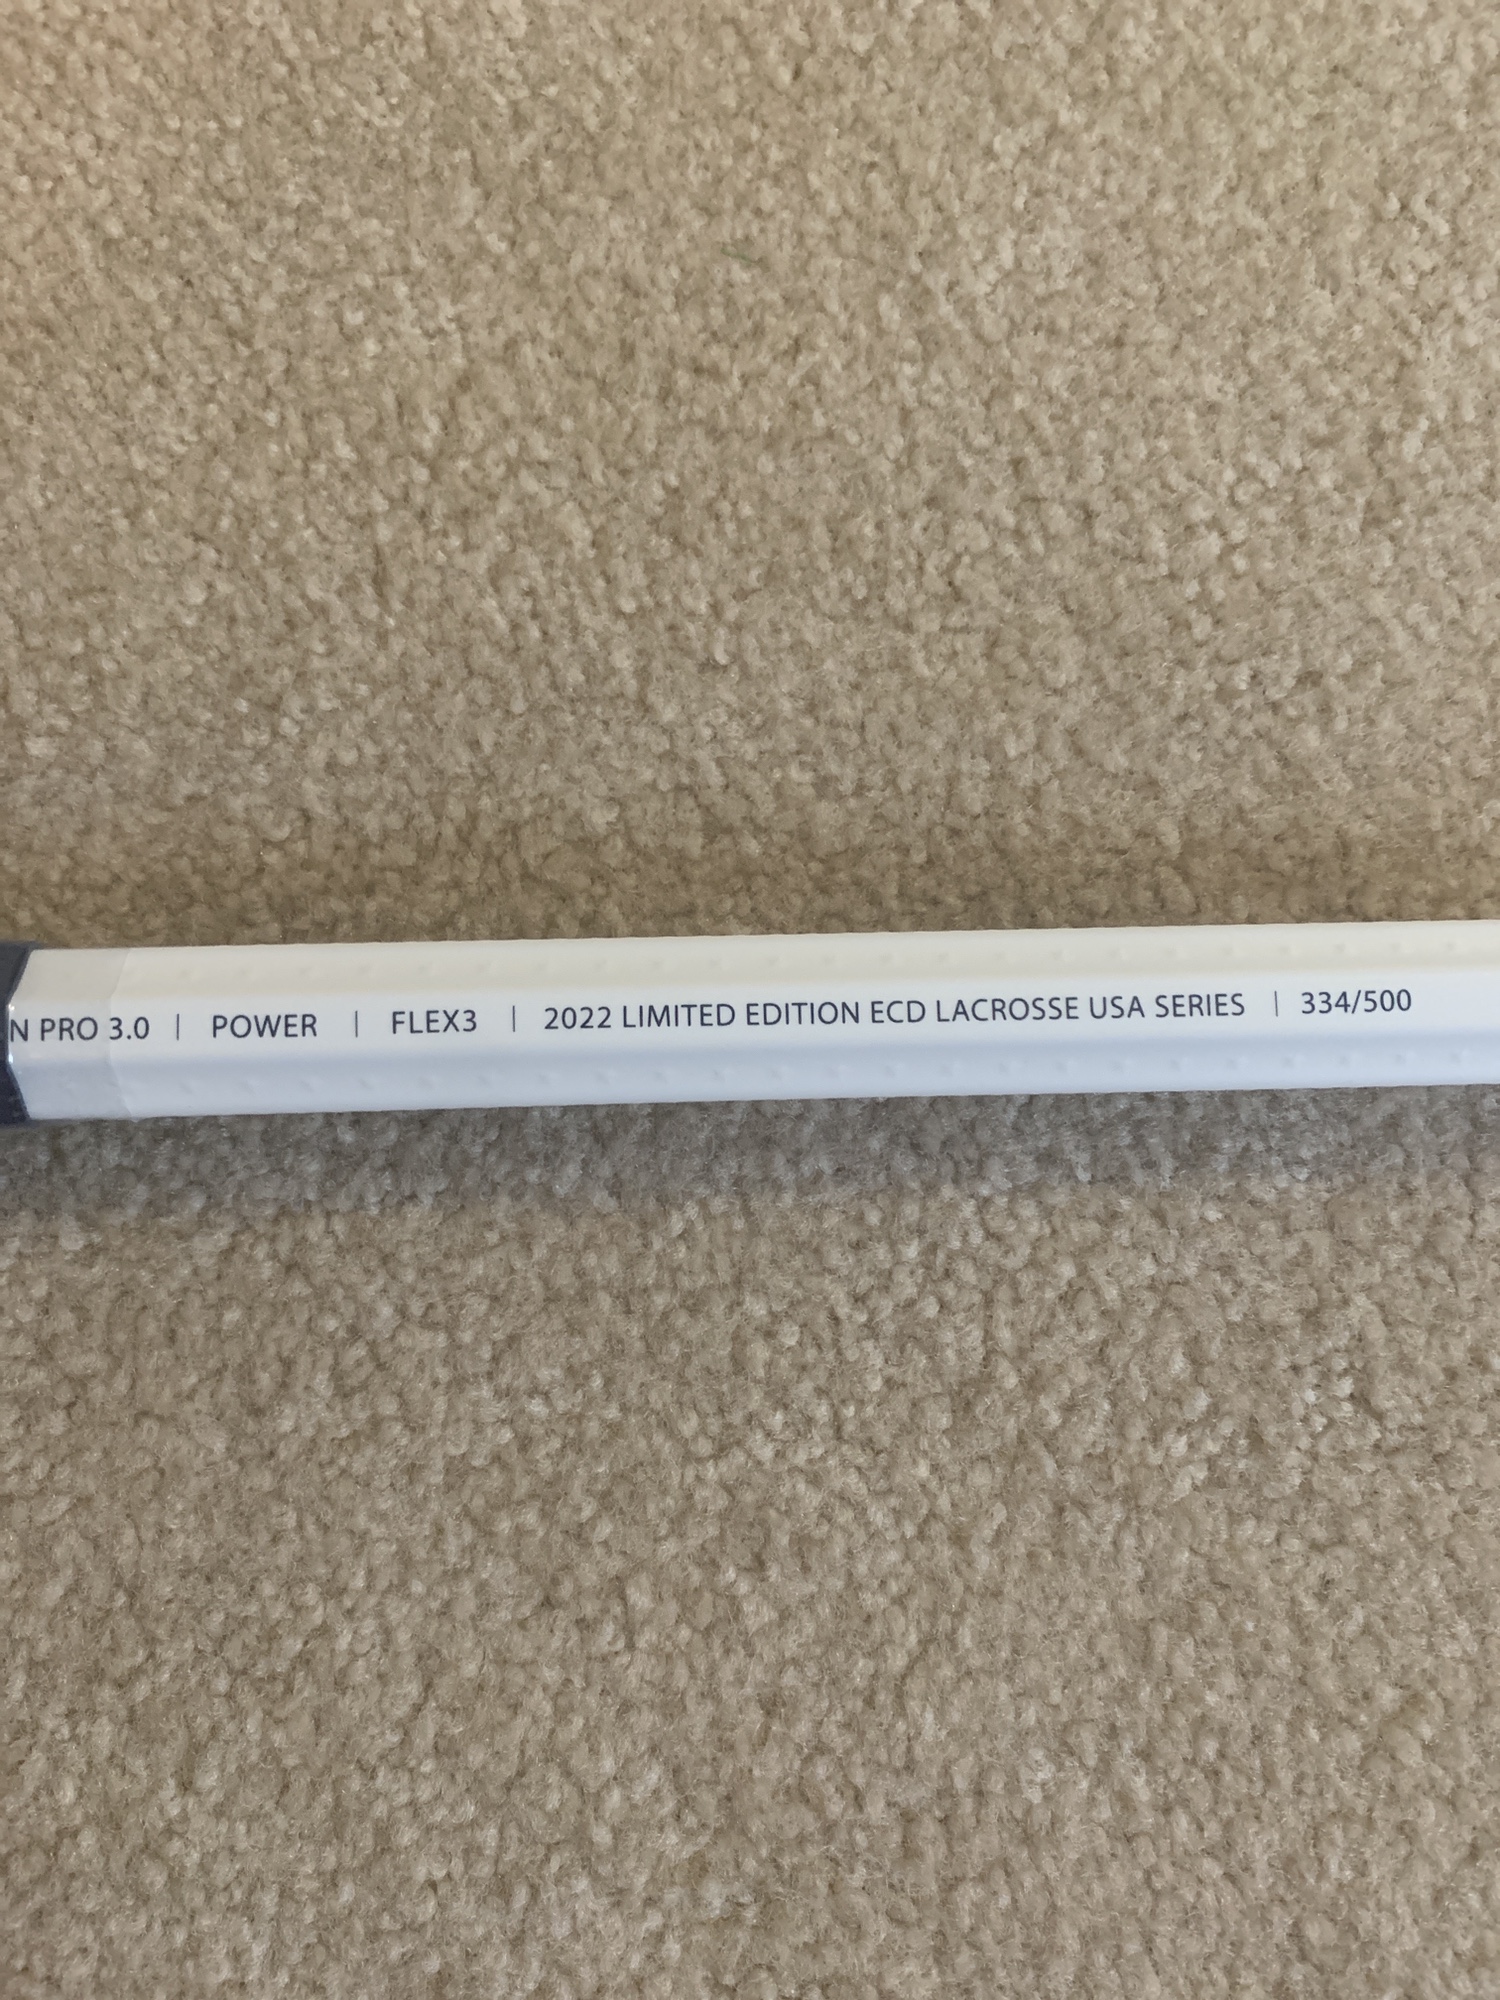 N PRO 3.0 | POWER | FLEX3 | 2022 LIMITED EDITION ECD LACROSSE USA SERIES | 334/500